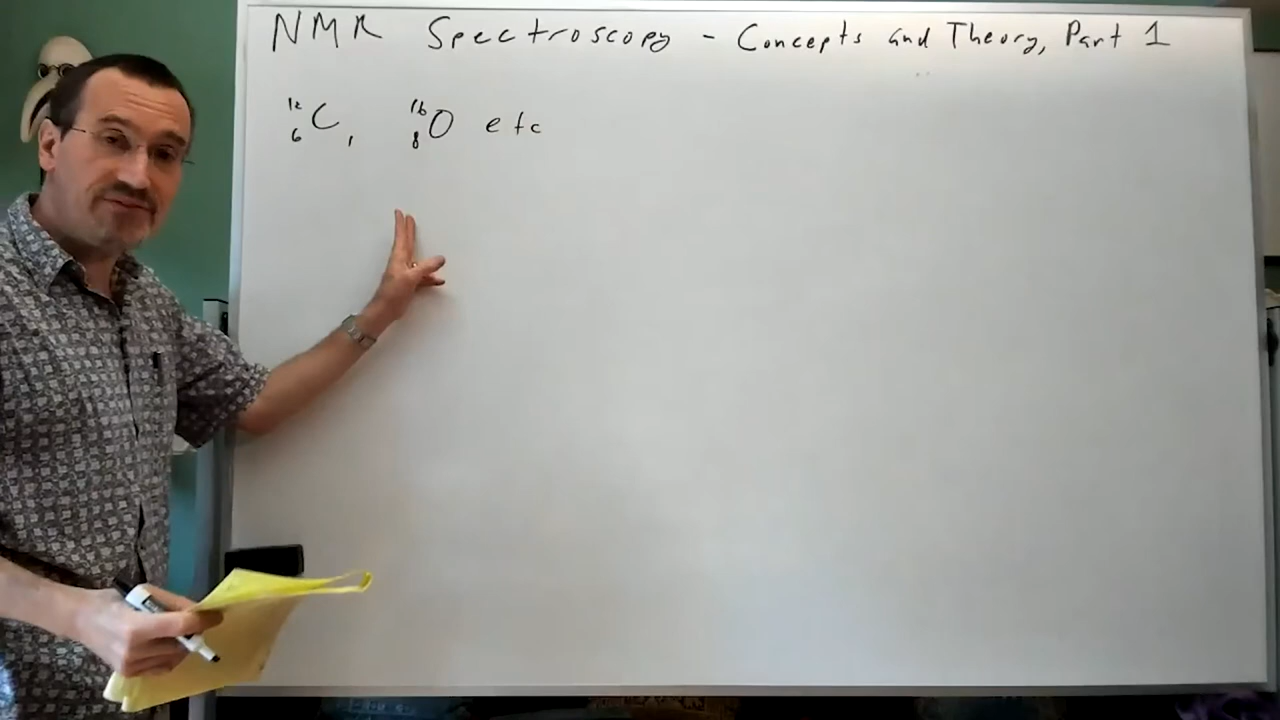 NMR Spectroscopy - Concepts and Theory, Part 1
¹²₆C, ¹⁶₈O etc